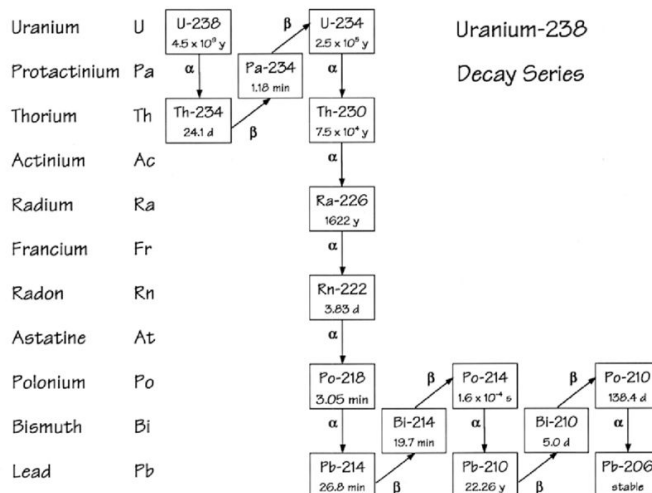 Uranium U U-238 β U-234 Uranium-238
4.5 x 10⁹ y 2.5 x 10⁵ y
Protactinium Pa α Pa-234 α Decay Series
1.18 min
Thorium Th Th-234 β Th-230
24.1 d 7.5 x 10⁴ y
Actinium Ac α
Radium Ra Ra-226
1622 y
Francium Fr α
Radon Rn Rn-222
3.83 d
Astatine At α
Polonium Po Po-218 β Po-214 β Po-210
3.05 min 1.6 x 10⁻⁴ s 138.4 d
Bismuth Bi α Bi-214 α Bi-210 α
19.7 min 5.0 d
Lead Pb Pb-214 β Pb-210 β Pb-206
26.8 min 22.26 y stable